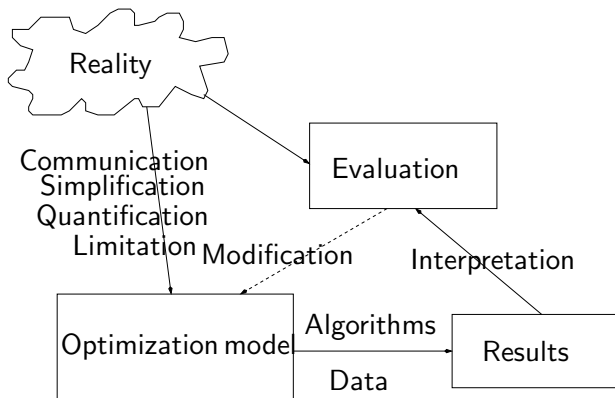 Reality
Communication
Simplification
Quantification
Limitation
Evaluation
Modification
Interpretation
Optimization model
Algorithms
Data
Results